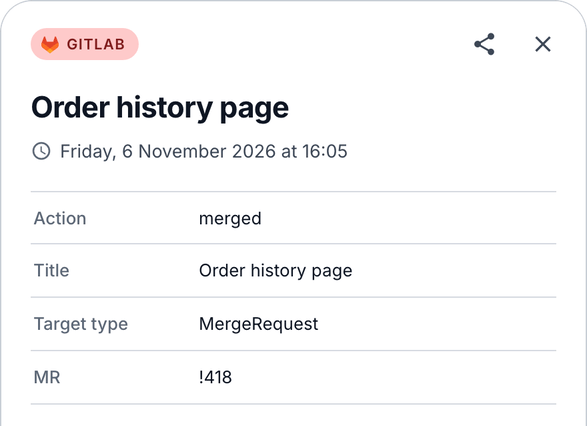 GITLAB
Order history page
Friday, 6 November 2026 at 16:05
Action merged
Title Order history page
Target type MergeRequest
MR !418